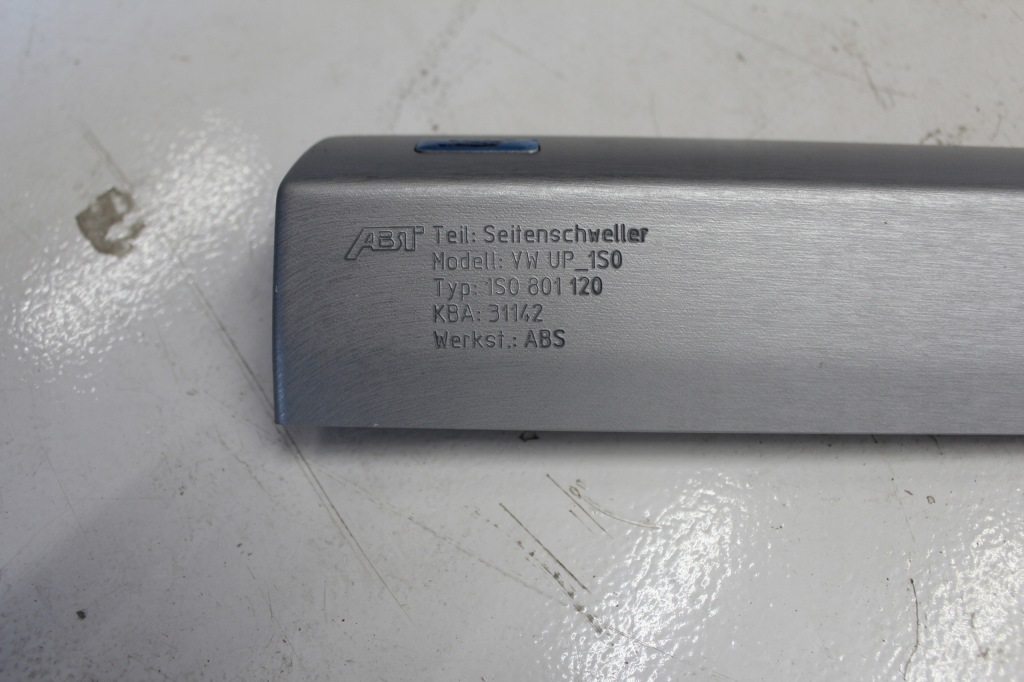 ABT Teil: Seitenschweller
Modell: VW UP_1S0
Typ: 1S0 801 120
KBA: 31142
Werkst.: ABS